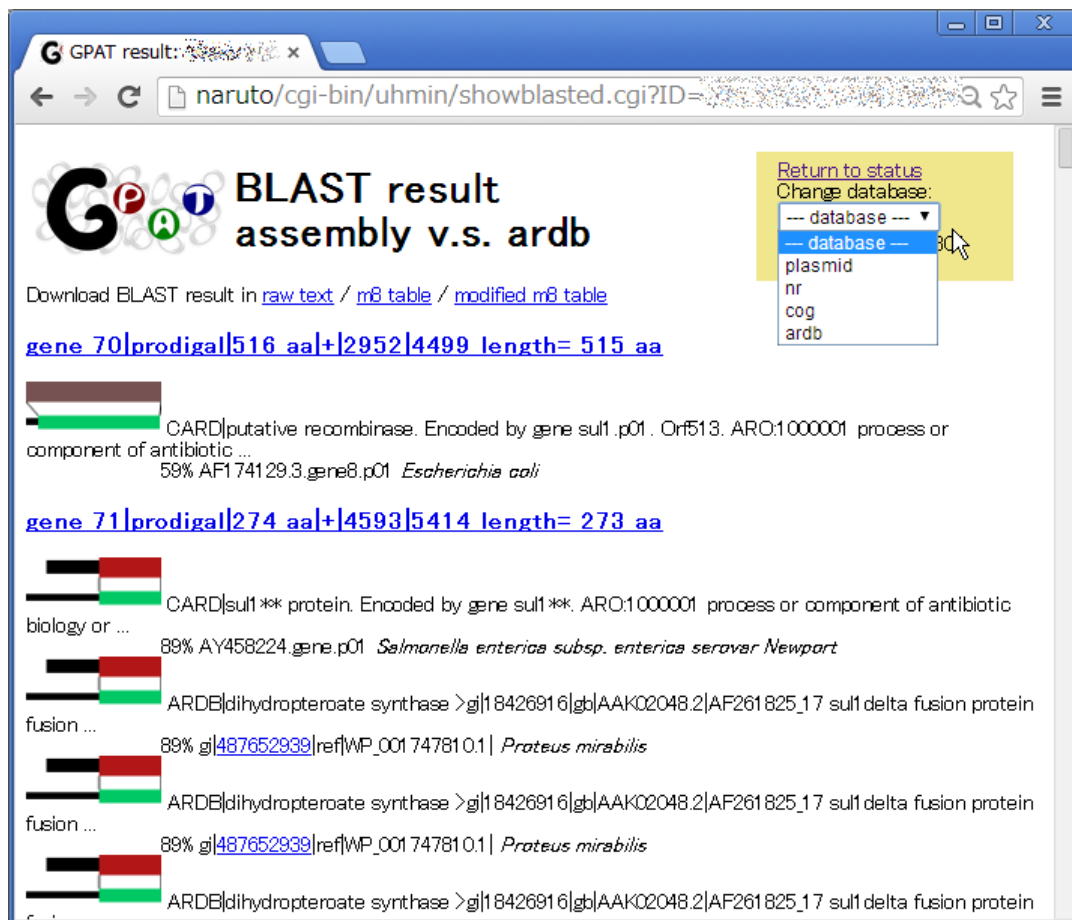 GPAT result:
naruto/cgi-bin/uhmin/showblasted.cgi?ID=
GPAT
BLAST result
assembly v.s. ardb
Return to status
Change database:
--- database --- ▼
--- database ---
plasmid
nr
cog
ardb
Download BLAST result in raw text / m8 table / modified m8 table
gene 70|prodigal|516 aa|+|2952|4499 length= 515 aa
CARD|putative recombinase. Encoded by gene sul1.p01. Orf513. ARO:1000001 process or
component of antibiotic ...
59% AF174129.3.gene8.p01 Escherichia coli
gene 71|prodigal|274 aa|+|4593|5414 length= 273 aa
CARD|sul1** protein. Encoded by gene sul1**. ARO:1000001 process or component of antibiotic
biology or ...
89% AY458224.gene.p01 Salmonella enterica subsp. enterica serovar Newport
ARDB|dihydropteroate synthase >gi|18426916|gb|AAK02048.2|AF261825_17 sul1delta fusion protein
fusion ...
89% gi|487652939|ref|WP_001747810.1| Proteus mirabilis
ARDB|dihydropteroate synthase >gi|18426916|gb|AAK02048.2|AF261825_17 sul1delta fusion protein
fusion ...
89% gi|487652939|ref|WP_001747810.1| Proteus mirabilis
ARDB|dihydropteroate synthase >gi|18426916|gb|AAK02048.2|AF261825_17 sul1delta fusion protein